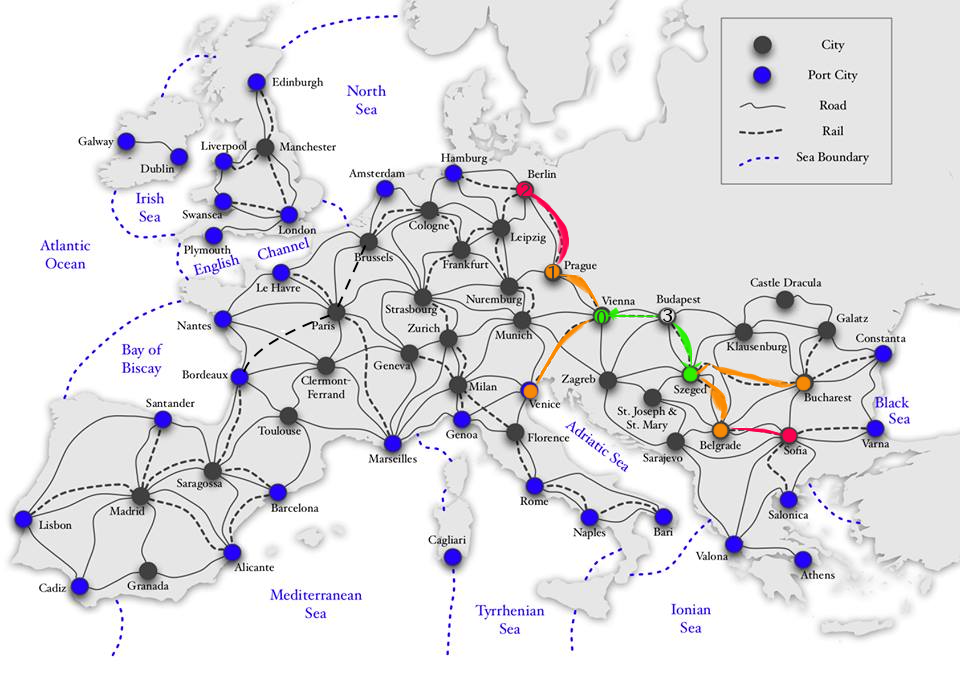 City
Port City
Road
Rail
Sea Boundary
Edinburgh
North
Sea
Galway
Dublin
Liverpool
Manchester
Irish
Sea
Swansea
London
Plymouth
English Channel
Atlantic
Ocean
Amsterdam
Hamburg
Berlin
2
Cologne
Leipzig
Brussels
Frankfurt
Prague
1
Le Havre
Strasbourg
Nuremburg
Vienna
0
Budapest
3
Castle Dracula
Nantes
Paris
Zurich
Munich
Klausenburg
Galatz
Constanta
Bay of
Biscay
Bordeaux
Clermont-
Ferrand
Geneva
Milan
Venice
Zagreb
Szeged
Bucharest
Black
Sea
St. Joseph &
St. Mary
Santander
Toulouse
Marseilles
Genoa
Florence
Adriatic Sea
Sarajevo
Belgrade
Sofia
Varna
Saragossa
Madrid
Barcelona
Lisbon
Rome
Naples
Bari
Salonica
Valona
Athens
Cagliari
Alicante
Granada
Cadiz
Mediterranean
Sea
Tyrrhenian
Sea
Ionian
Sea